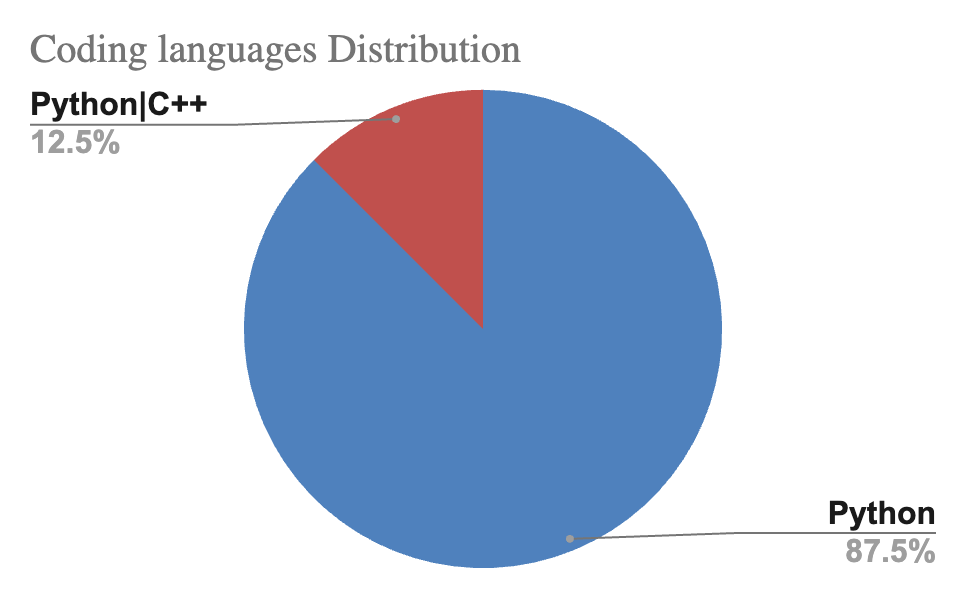 Coding languages Distribution
Python|C++
12.5%
Python
87.5%